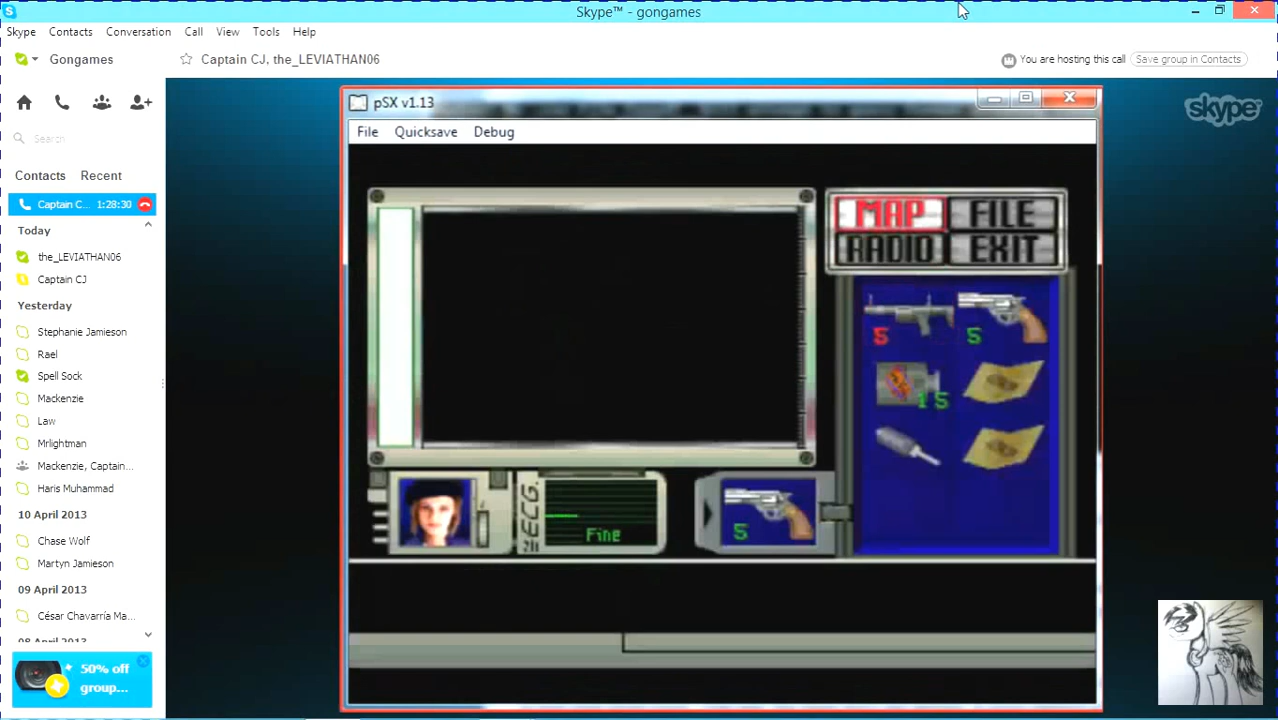 Skype™ - gongames
Skype Contacts Conversation Call View Tools Help
Gongames
Captain CJ, the_LEVIATHAN06
You are hosting this call
Save group in Contacts
Search
Contacts Recent
Captain C... 1:28:30
Today
the_LEVIATHAN06
Captain CJ
Yesterday
Stephanie Jamieson
Rael
Spell Sock
Mackenzie
Law
Mrlightman
Mackenzie, Captain...
Haris Muhammad
10 April 2013
Chase Wolf
Martyn Jamieson
09 April 2013
César Chavarría Ma...
08 April 2013
50% off
group...
skype
pSX v1.13
File Quicksave Debug
MAP FILE
RADIO EXIT
5 5
15
ECG.
Fine
5